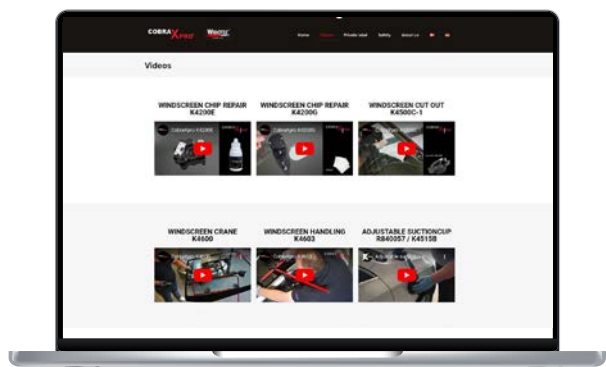 COBRA XPRO
Home Videos Private label Safety About us
Videos
WINDSCREEN CHIP REPAIR
K4200E
WINDSCREEN CHIP REPAIR
K4200G
WINDSCREEN CUT OUT
K4500C-1
WINDSCREEN CRANE
K4600
WINDSCREEN HANDLING
K4603
ADJUSTABLE SUCTIONCUP
R840057 / K4515B